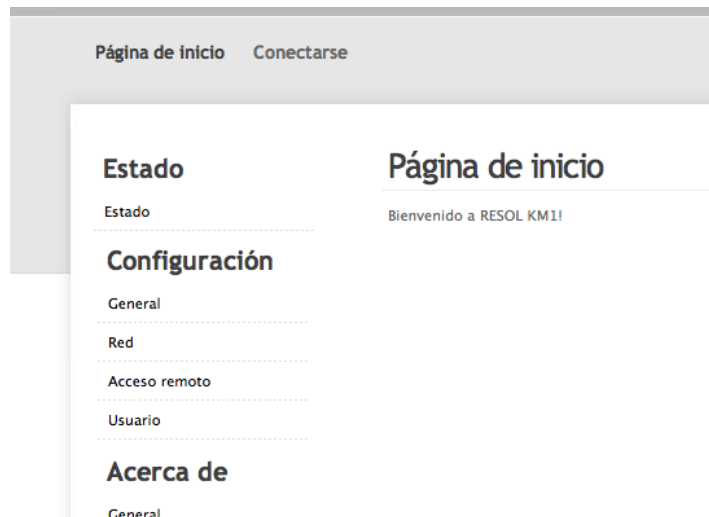 Página de inicio Conectarse
Estado
Estado
Configuración
General
Red
Acceso remoto
Usuario
Acerca de
General
Página de inicio
Bienvenido a RESOL KM1!